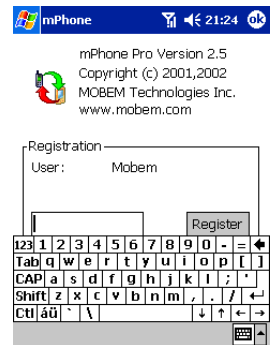 mPhone 21:24 ok
mPhone Pro Version 2.5
Copyright (c) 2001,2002
MOBEM Technologies Inc.
www.mobem.com
Registration
User: Mobem
Register
123 1 2 3 4 5 6 7 8 9 0 - =
Tab q w e r t y u i o p [ ]
CAP a s d f g h j k l ; '
Shift z x c v b n m , . /
Ctl áü ` \ ↓ ↑ ← →